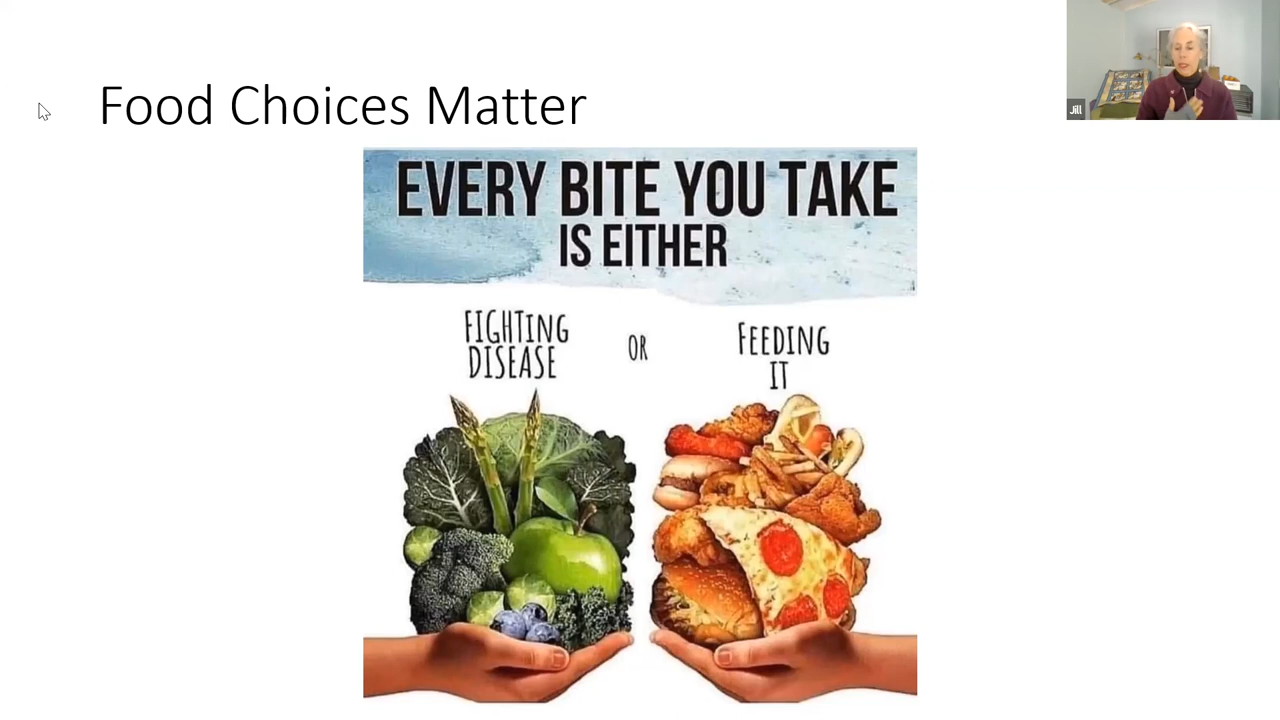 Food Choices Matter
Jill
EVERY BITE YOU TAKE
IS EITHER
FIGHTING
DISEASE
OR
FEEDING
IT